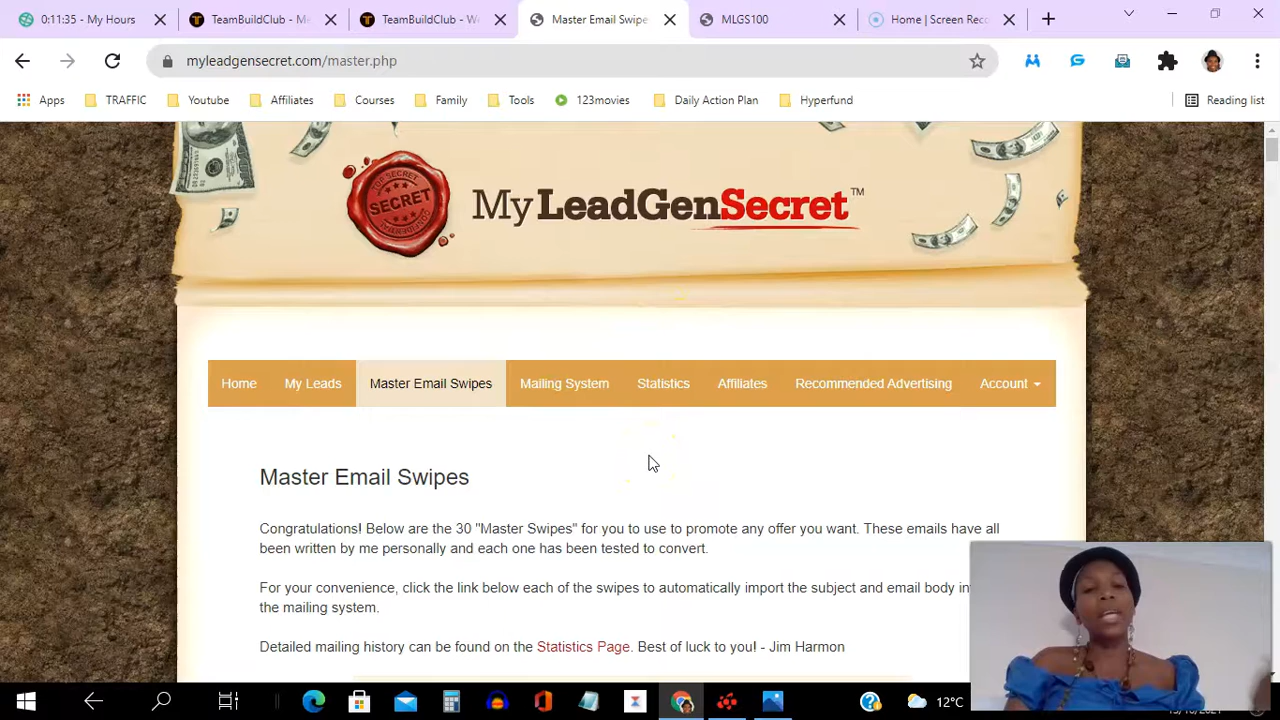 0:11:35 - My Hours
TeamBuildClub - Me
TeamBuildClub - We
Master Email Swipe
MLGS100
Home | Screen Reco
myleadgensecret.com/master.php
Apps
TRAFFIC
Youtube
Affiliates
Courses
Family
Tools
123movies
Daily Action Plan
Hyperfund
Reading list
TOP SECRET
SECRET
MyLeadGenSecret™
Home
My Leads
Master Email Swipes
Mailing System
Statistics
Affiliates
Recommended Advertising
Account
Master Email Swipes
Congratulations! Below are the 30 "Master Swipes" for you to use to promote any offer you want. These emails have all
been written by me personally and each one has been tested to convert.
For your convenience, click the link below each of the swipes to automatically import the subject and email body in
the mailing system.
Detailed mailing history can be found on the Statistics Page. Best of luck to you! - Jim Harmon
12°C